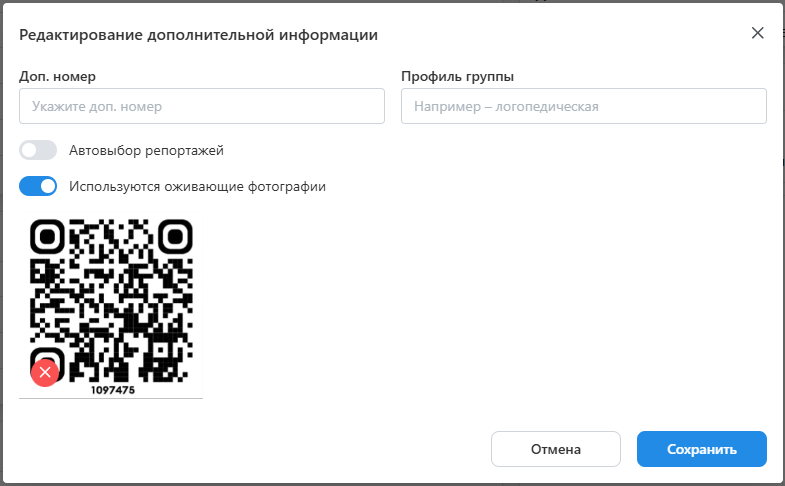 Редактирование дополнительной информации
Доп. номер
Профиль группы
Укажите доп. номер
Например – логопедическая
Автовыбор репортажей
Используются оживающие фотографии
1097475
Отмена
Сохранить